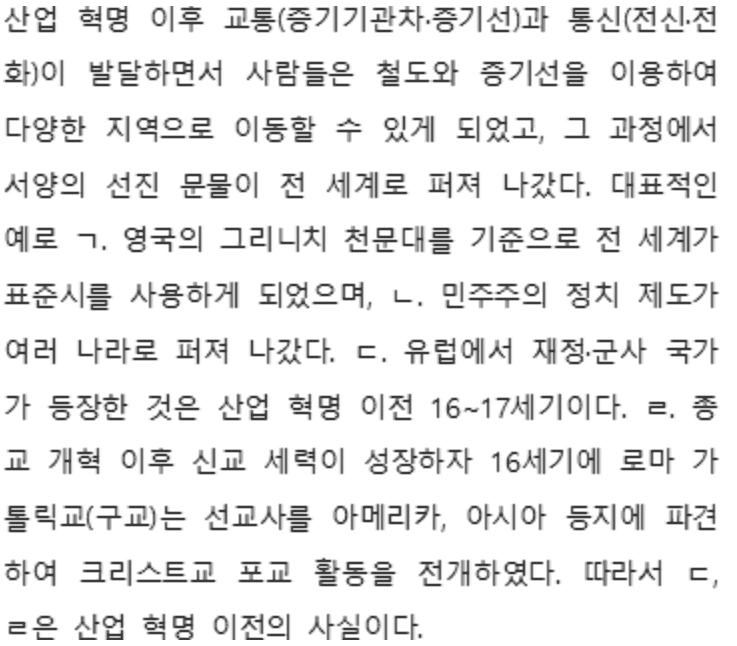 산업 혁명 이후 교통(증기기관차·증기선)과 통신(전신·전
화)이 발달하면서 사람들은 철도와 증기선을 이용하여
다양한 지역으로 이동할 수 있게 되었고, 그 과정에서
서양의 선진 문물이 전 세계로 퍼져 나갔다. 대표적인
예로 ㄱ. 영국의 그리니치 천문대를 기준으로 전 세계가
표준시를 사용하게 되었으며, ㄴ. 민주주의 정치 제도가
여러 나라로 퍼져 나갔다. ㄷ. 유럽에서 재정·군사 국가
가 등장한 것은 산업 혁명 이전 16~17세기이다. ㄹ. 종
교 개혁 이후 신교 세력이 성장하자 16세기에 로마 가
톨릭교(구교)는 선교사를 아메리카, 아시아 등지에 파견
하여 크리스트교 포교 활동을 전개하였다. 따라서 ㄷ,
ㄹ은 산업 혁명 이전의 사실이다.